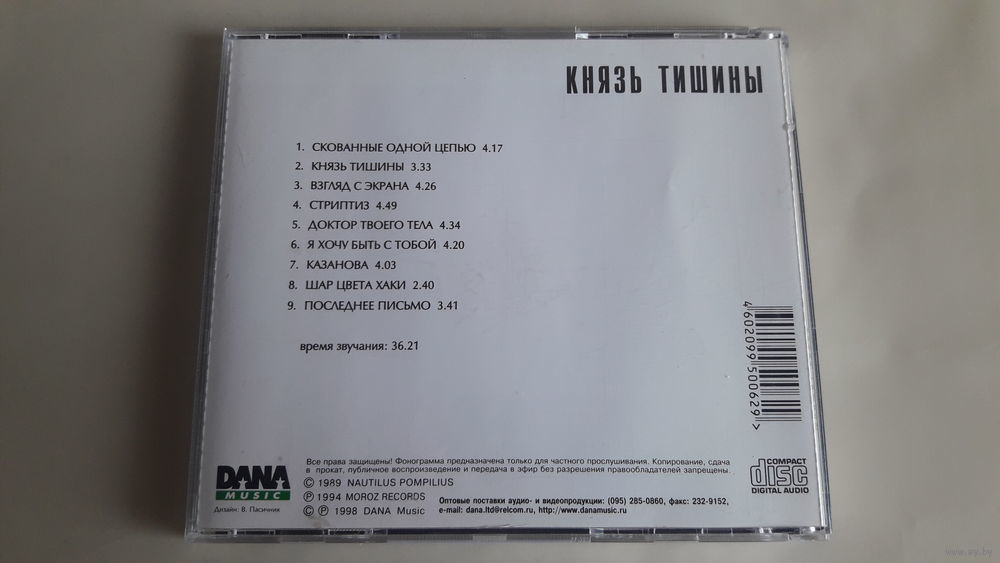 КНЯЗЬ ТИШИНЫ
1. СКОВАННЫЕ ОДНОЙ ЦЕПЬЮ 4.17
2. КНЯЗЬ ТИШИНЫ 3.33
3. ВЗГЛЯД С ЭКРАНА 4.26
4. СТРИПТИЗ 4.49
5. ДОКТОР ТВОЕГО ТЕЛА 4.34
6. Я ХОЧУ БЫТЬ С ТОБОЙ 4.20
7. КАЗАНОВА 4.03
8. ШАР ЦВЕТА ХАКИ 2.40
9. ПОСЛЕДНЕЕ ПИСЬМО 3.41
время звучания: 36.21
4602099500629>
Все права защищены! Фонограмма предназначена только для частного прослушивания. Копирование, сдача
в прокат, публичное воспроизведение и передача в эфир без разрешения правообладателей запрещены.
DANA
MUSIC
Дизайн: В. Пасичник
© 1989 NAUTILUS POMPILIUS
℗ 1994 MOROZ RECORDS
© ℗ 1998 DANA Music
Оптовые поставки аудио- и видеопродукции: (095) 285-0860, факс: 232-9152,
e-mail: dana.ltd@relcom.ru, http://www.danamusic.ru
COMPACT
disc
DIGITAL AUDIO
www.ay.by